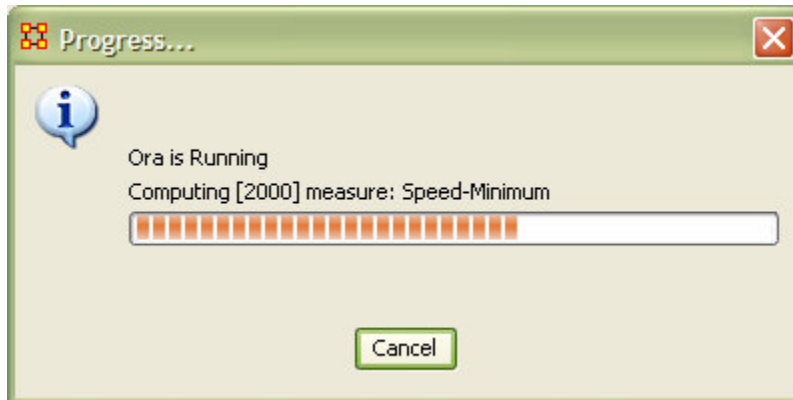 Progress...
Ora is Running
Computing [2000] measure: Speed-Minimum
Cancel